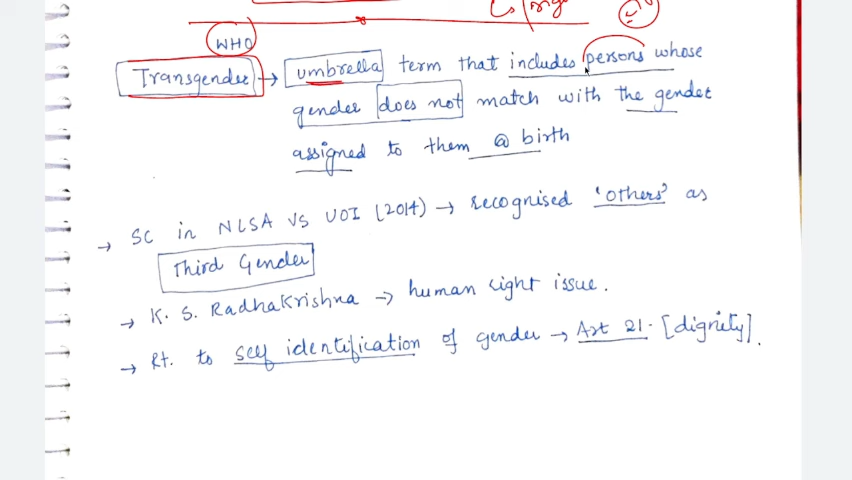 WHO
Transgender → umbrella term that includes persons whose
gender does not match with the gender
assigned to them @ birth
→ SC in NLSA VS UOI (2014) → recognised 'others' as
Third Gender
→ K. S. Radhakrishna → human right issue.
→ Rt. to self identification of gender → Art 21. [dignity].